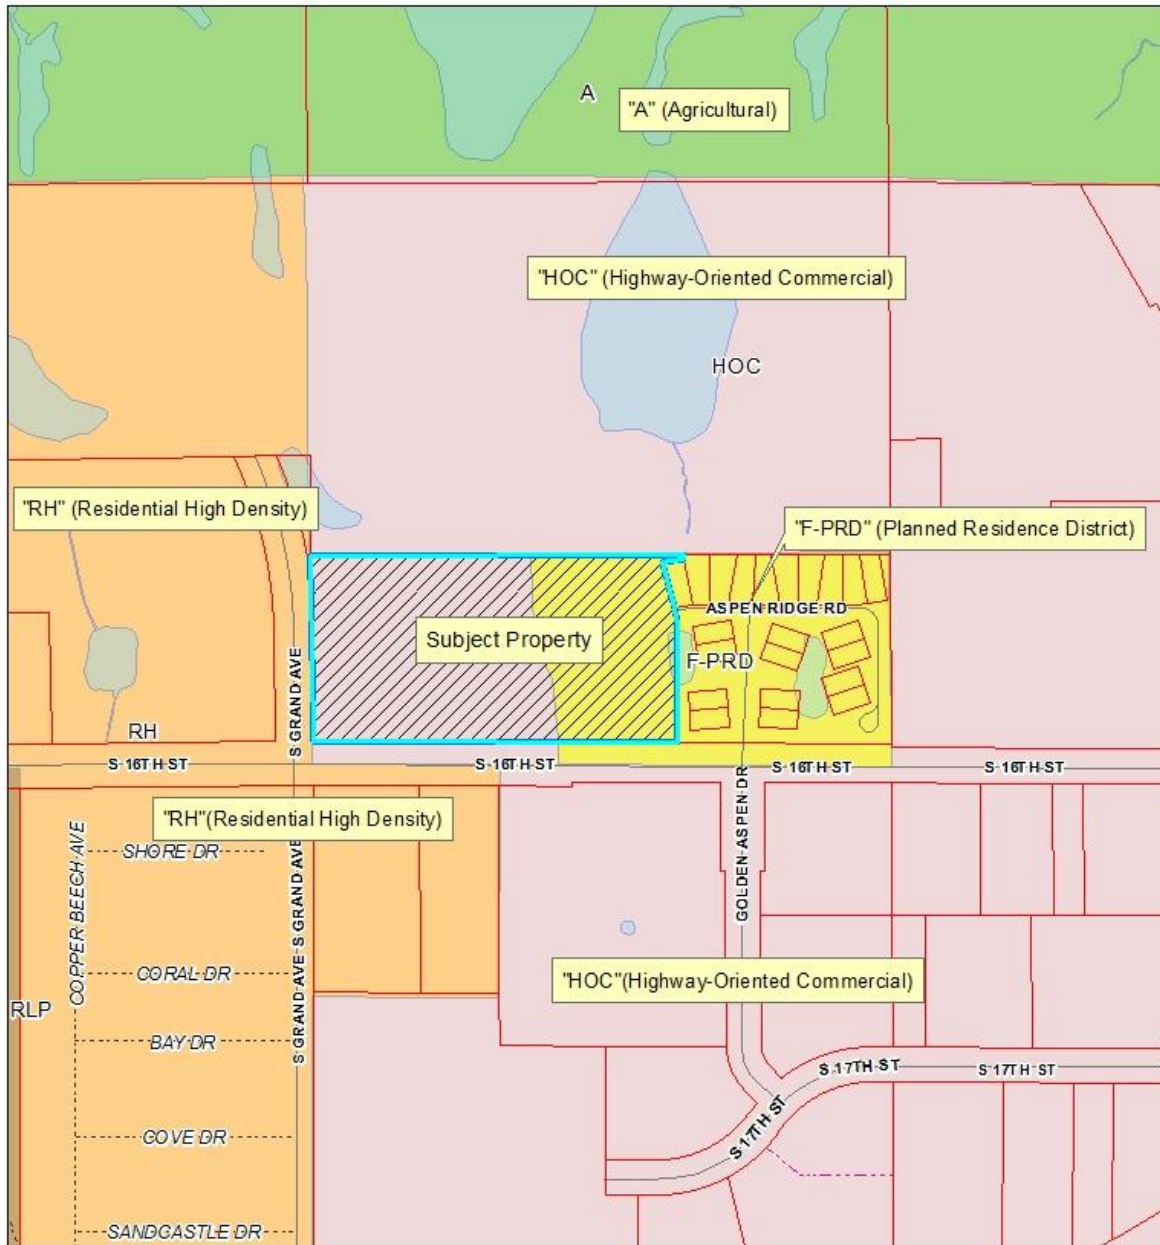 A
"A" (Agricultural)
"HOC" (Highway-Oriented Commercial)
HOC
"RH" (Residential High Density)
"F-PRD" (Planned Residence District)
ASPEN RIDGE RD
Subject Property
F-PRD
S GRAND AVE
RH
S 16TH ST
S 16TH ST
S 16TH ST
S 16TH ST
"RH"(Residential High Density)
SHORE DR
COPPER BEECH AVE
S GRAND AVE
S GRAND AVE
GOLDEN ASPEN DR
CORAL DR
"HOC"(Highway-Oriented Commercial)
RLP
BAY DR
S 17TH ST
S 17TH ST
S 17TH ST
COVE DR
SANDCASTLE DR